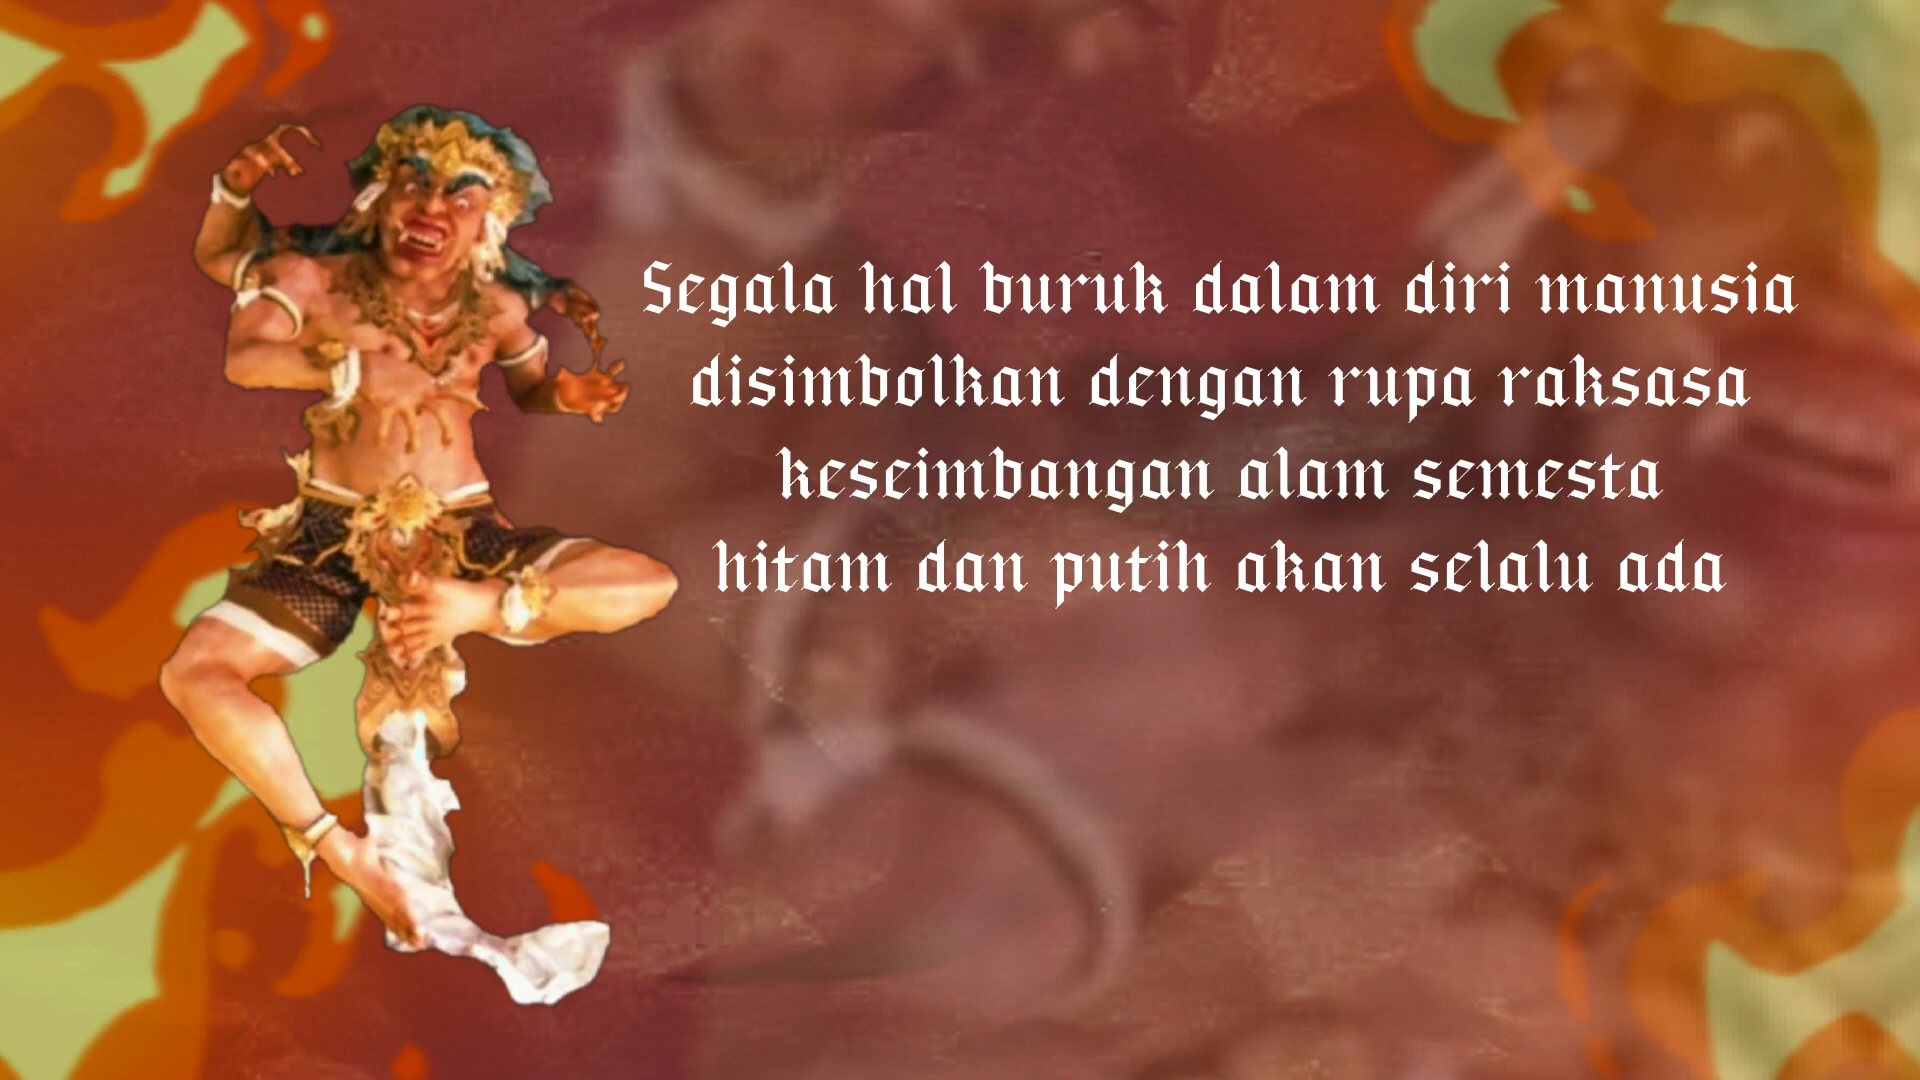 Segala hal buruk dalam diri manusia
disimbolkan dengan rupa raksasa
keseimbangan alam semesta
hitam dan putih akan selalu ada